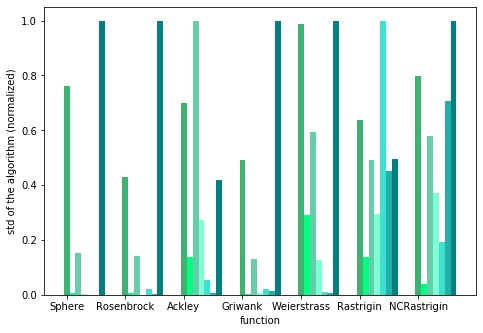 std of the algorithm (normalized)
1.0
0.8
0.6
0.4
0.2
0.0
Sphere Rosenbrock Ackley Griwank Weierstrass Rastrigin NCRastrigin
function